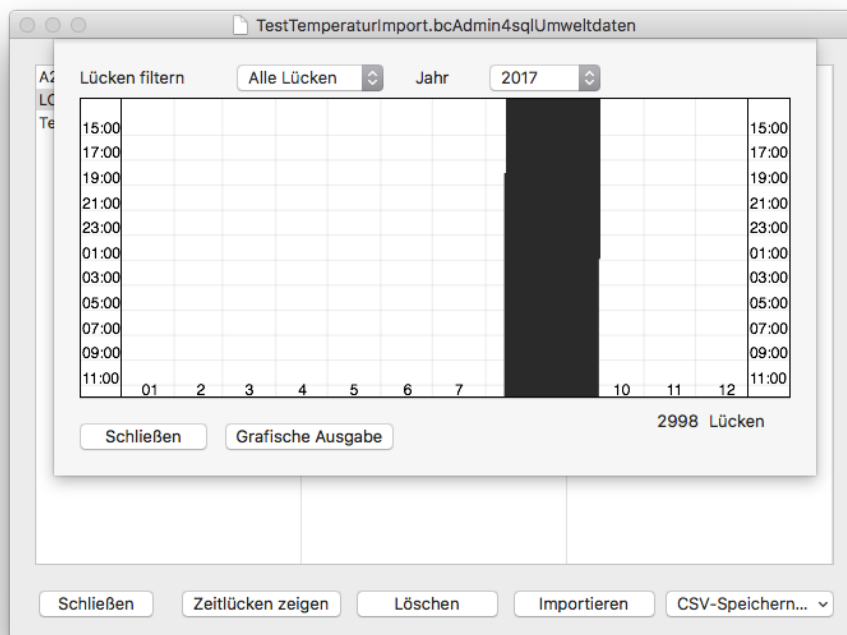 TestTemperaturImport.bcAdmin4sqlUmweltdaten
Lücken filtern Alle Lücken Jahr 2017
A2
LC
Te
15:00 15:00
17:00 17:00
19:00 19:00
21:00 21:00
23:00 23:00
01:00 01:00
03:00 03:00
05:00 05:00
07:00 07:00
09:00 09:00
11:00 11:00
01 2 3 4 5 6 7 10 11 12
2998 Lücken
Schließen Grafische Ausgabe
Schließen Zeitlücken zeigen Löschen Importieren CSV-Speichern...